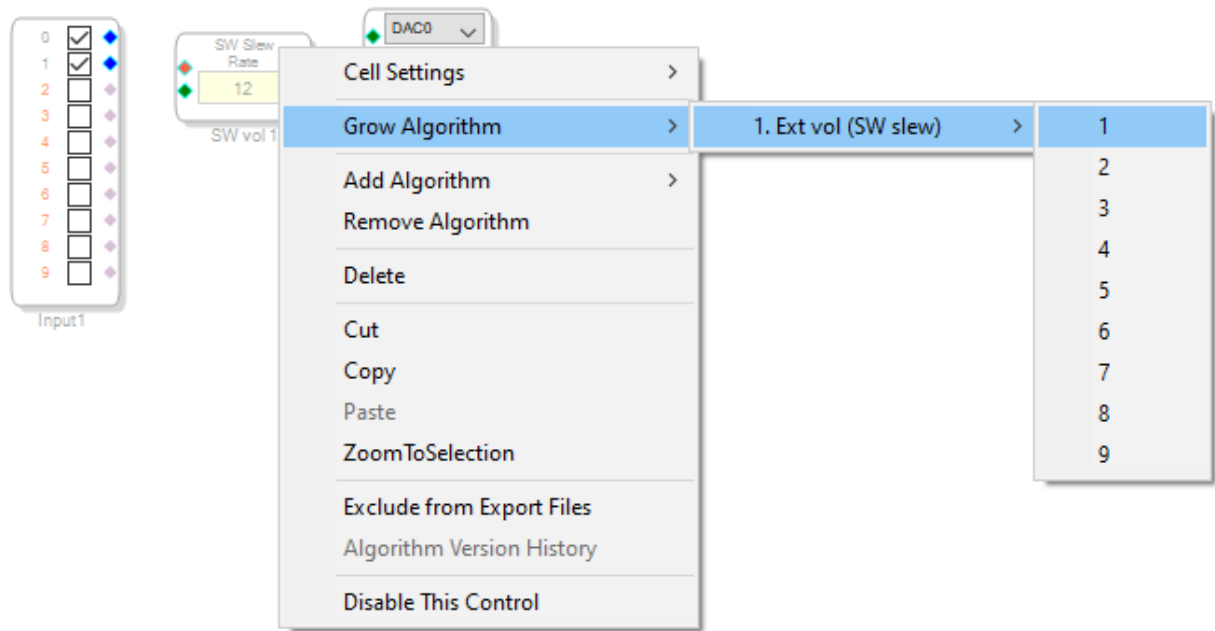 0
1
2
3
4
5
6
7
8
9
Input1
SW Slew
Rate
12
SW vol 1
DAC0
Cell Settings
Grow Algorithm
Add Algorithm
Remove Algorithm
Delete
Cut
Copy
Paste
ZoomToSelection
Exclude from Export Files
Algorithm Version History
Disable This Control
1. Ext vol (SW slew)
1
2
3
4
5
6
7
8
9